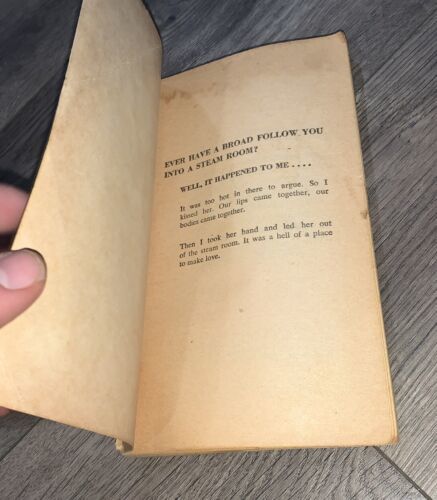 EVER HAVE A BROAD FOLLOW YOU
INTO A STEAM ROOM?
WELL, IT HAPPENED TO ME . . . .
It was too hot in there to argue. So I
kissed her. Our lips came together, our
bodies came together.
Then I took her hand and led her out
of the steam room. It was a hell of a place
to make love.